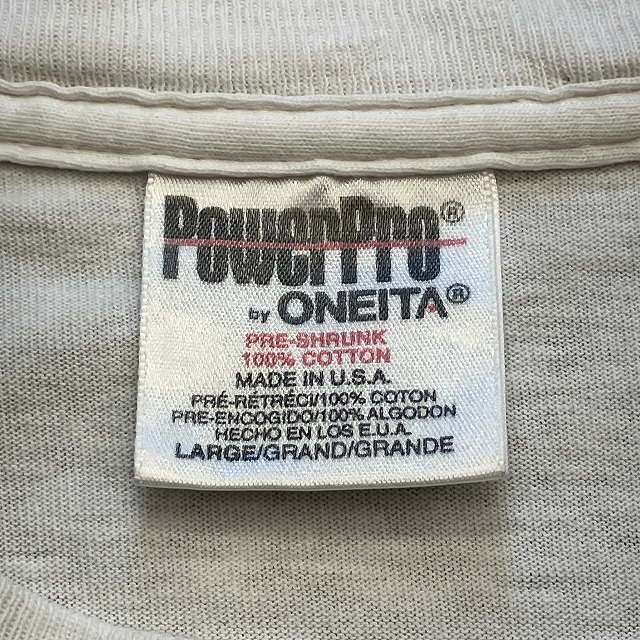 PowerPro®
by ONEITA®
PRE-SHRUNK
100% COTTON
MADE IN U.S.A.
PRÉ-RÉTRÉCI/100% COTON
PRE-ENCOGIDO/100% ALGODON
HECHO EN LOS E.U.A.
LARGE/GRAND/GRANDE